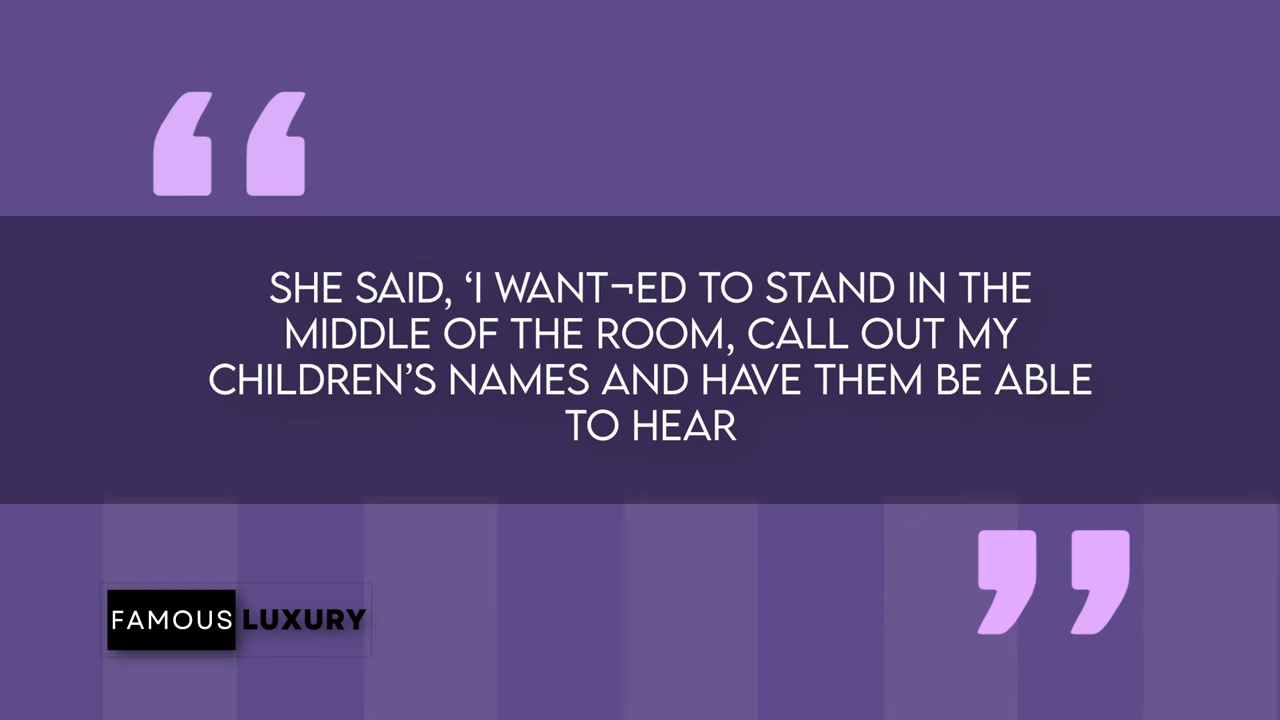 SHE SAID, ‘I WANT¬ED TO STAND IN THE
MIDDLE OF THE ROOM, CALL OUT MY
CHILDREN’S NAMES AND HAVE THEM BE ABLE
TO HEAR
FAMOUS LUXURY